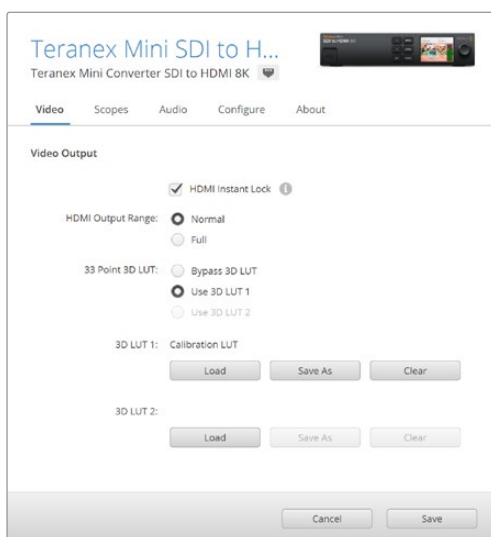 Teranex Mini SDI to H...
Teranex Mini Converter SDI to HDMI 8K
Video Scopes Audio Configure About
Video Output
HDMI Instant Lock
HDMI Output Range: Normal
Full
33 Point 3D LUT: Bypass 3D LUT
Use 3D LUT 1
Use 3D LUT 2
3D LUT 1: Calibration LUT
Load Save As Clear
3D LUT 2:
Load Save As Clear
Cancel Save